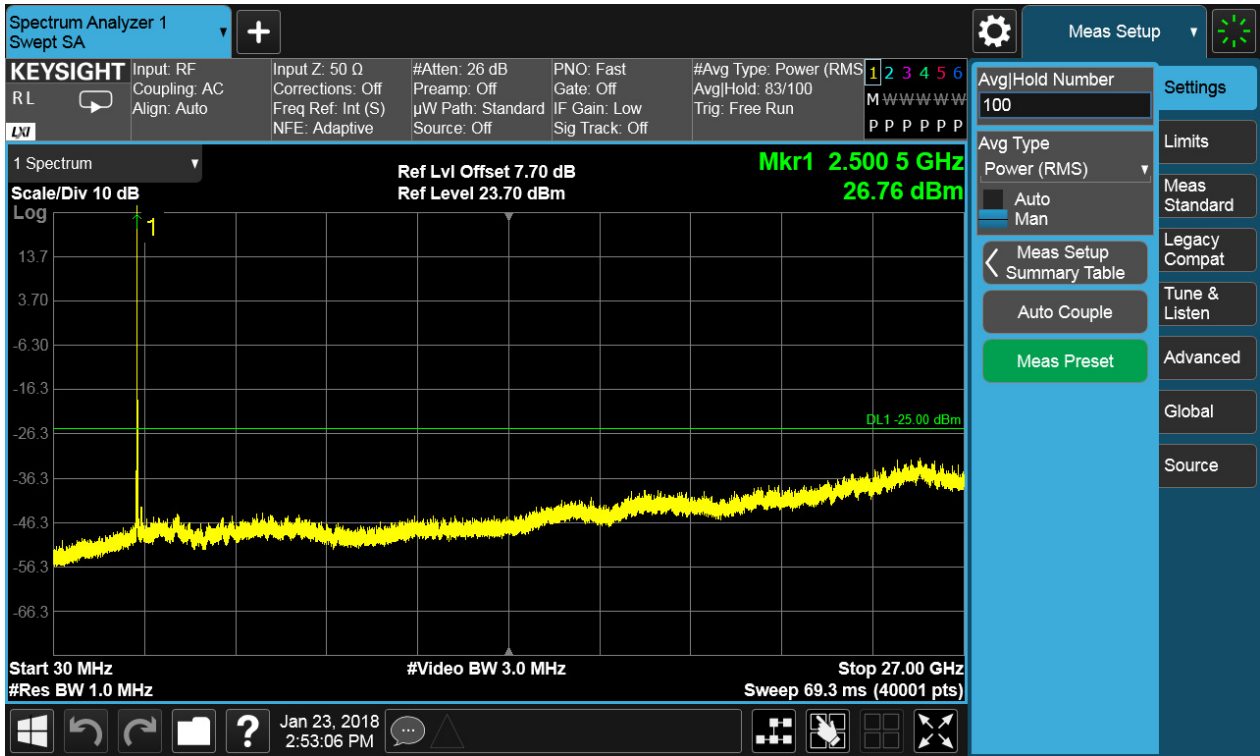 Spectrum Analyzer 1
Swept SA
+
Meas Setup
KEYSIGHT
RL
LXI
Input: RF
Coupling: AC
Align: Auto
Input Z: 50 Ω
Corrections: Off
Freq Ref: Int (S)
NFE: Adaptive
#Atten: 26 dB
Preamp: Off
µW Path: Standard
Source: Off
PNO: Fast
Gate: Off
IF Gain: Low
Sig Track: Off
#Avg Type: Power (RMS
Avg|Hold: 83/100
Trig: Free Run
1 2 3 4 5 6
M W W W W W
P P P P P P
1 Spectrum
Scale/Div 10 dB
Log
Ref Lvl Offset 7.70 dB
Ref Level 23.70 dBm
Mkr1 2.500 5 GHz
26.76 dBm
1
13.7
3.70
-6.30
-16.3
-26.3
-36.3
-46.3
-56.3
-66.3
DL1 -25.00 dBm
Start 30 MHz
#Res BW 1.0 MHz
#Video BW 3.0 MHz
Stop 27.00 GHz
Sweep 69.3 ms (40001 pts)
Avg|Hold Number
100
Avg Type
Power (RMS)
Auto
Man
Meas Setup
Summary Table
Auto Couple
Meas Preset
Settings
Limits
Meas
Standard
Legacy
Compat
Tune &
Listen
Advanced
Global
Source
?
Jan 23, 2018
2:53:06 PM